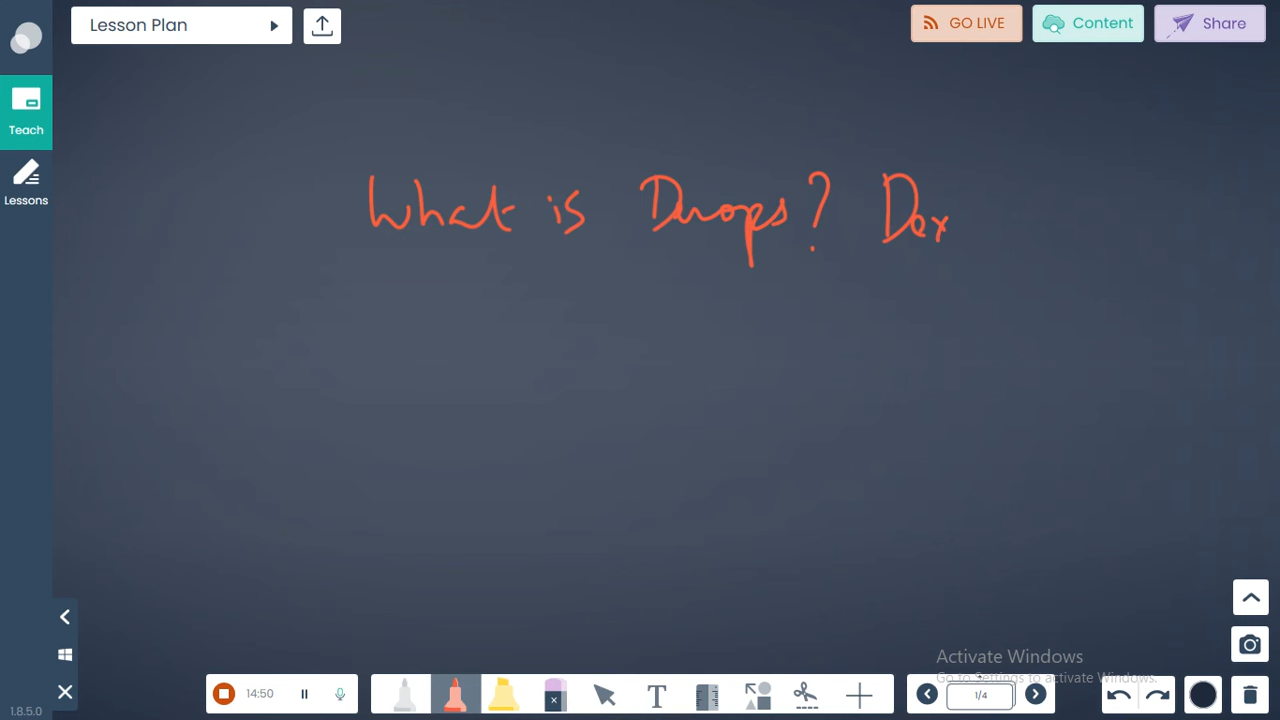 Lesson Plan
GO LIVE
Content
Share
Teach
Lessons
What is Drops? Dex
Activate Windows
Go to Settings to activate Windows.
14:50
1/4
1.8.5.0